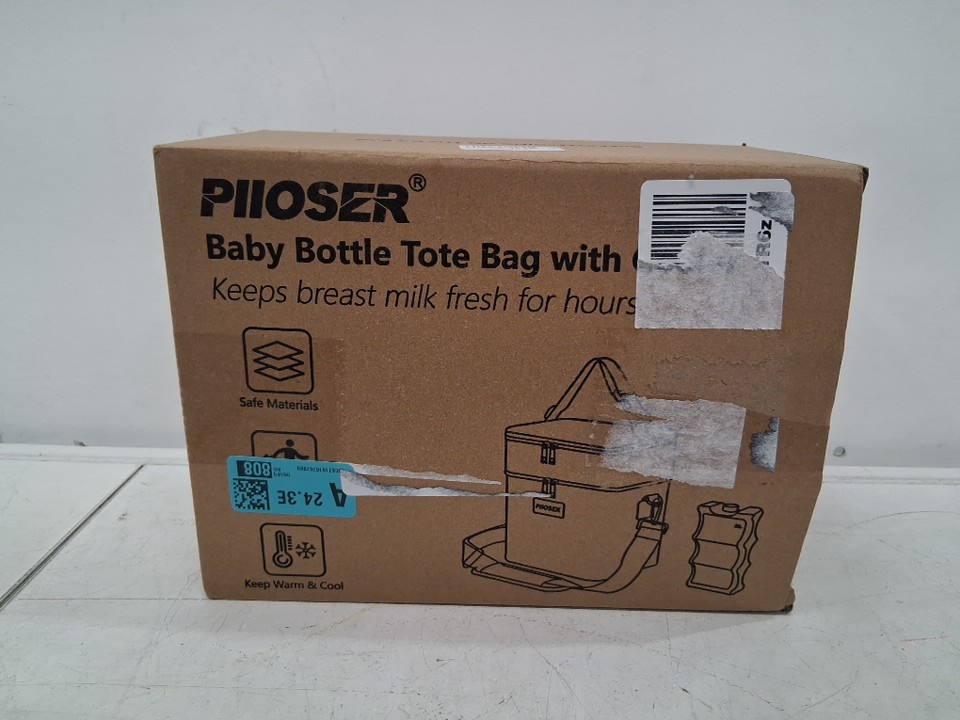 PIIOSER®
Baby Bottle Tote Bag with
Keeps breast milk fresh for hours
Safe Materials
808
A
24.3E
PIIOSER
Keep Warm & Cool